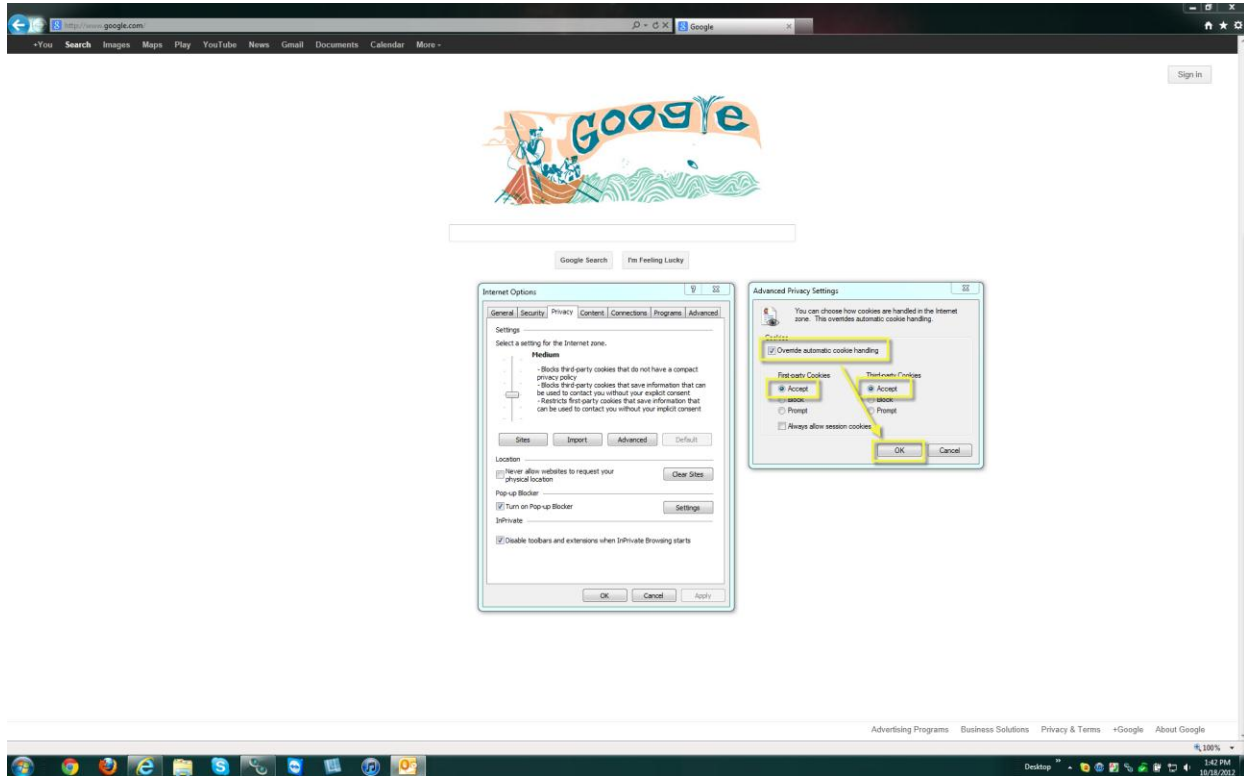 http://www.google.com/
Google
+You Search Images Maps Play YouTube News Gmail Documents Calendar More
Sign in
Google
Google Search I'm Feeling Lucky
Internet Options
General Security Privacy Content Connections Programs Advanced
Settings
Select a setting for the Internet zone.
Medium
- Blocks third-party cookies that do not have a compact
privacy policy
- Blocks third-party cookies that save information that can
be used to contact you without your explicit consent
- Restricts first-party cookies that save information that
can be used to contact you without your implicit consent
Sites Import Advanced Default
Location
Never allow websites to request your
physical location
Clear Sites
Pop-up Blocker
Turn on Pop-up Blocker Settings
InPrivate
Disable toolbars and extensions when InPrivate Browsing starts
OK Cancel Apply
Advanced Privacy Settings
You can choose how cookies are handled in the Internet
zone. This overrides automatic cookie handling.
Cookies
Override automatic cookie handling
First-party Cookies Third-party Cookies
Accept Accept
Block Block
Prompt Prompt
Always allow session cookies
OK Cancel
Advertising Programs Business Solutions Privacy & Terms +Google About Google
100%
Desktop
1:42 PM
10/18/2012